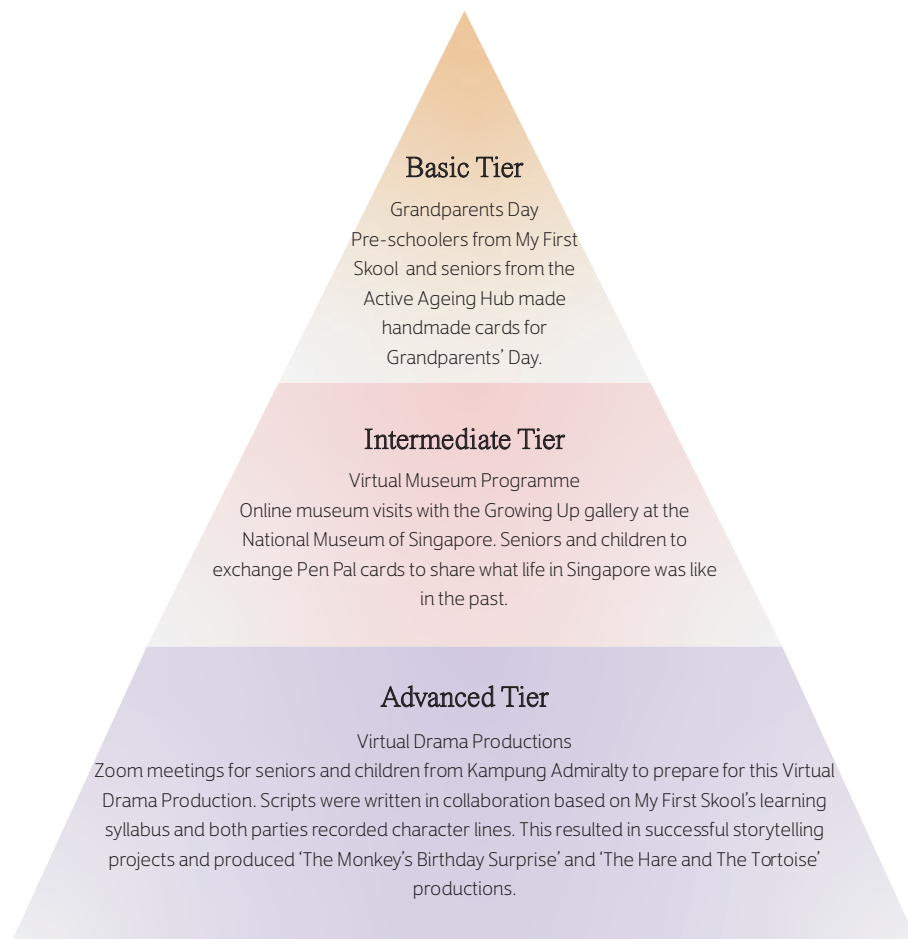 Basic Tier
Grandparents Day
Pre-schoolers from My First
Skool and seniors from the
Active Ageing Hub made
handmade cards for
Grandparents’ Day.
Intermediate Tier
Virtual Museum Programme
Online museum visits with the Growing Up gallery at the
National Museum of Singapore. Seniors and children to
exchange Pen Pal cards to share what life in Singapore was like
in the past.
Advanced Tier
Virtual Drama Productions
Zoom meetings for seniors and children from Kampung Admiralty to prepare for this Virtual
Drama Production. Scripts were written in collaboration based on My First Skool’s learning
syllabus and both parties recorded character lines. This resulted in successful storytelling
projects and produced ‘The Monkey’s Birthday Surprise’ and ‘The Hare and The Tortoise’
productions.